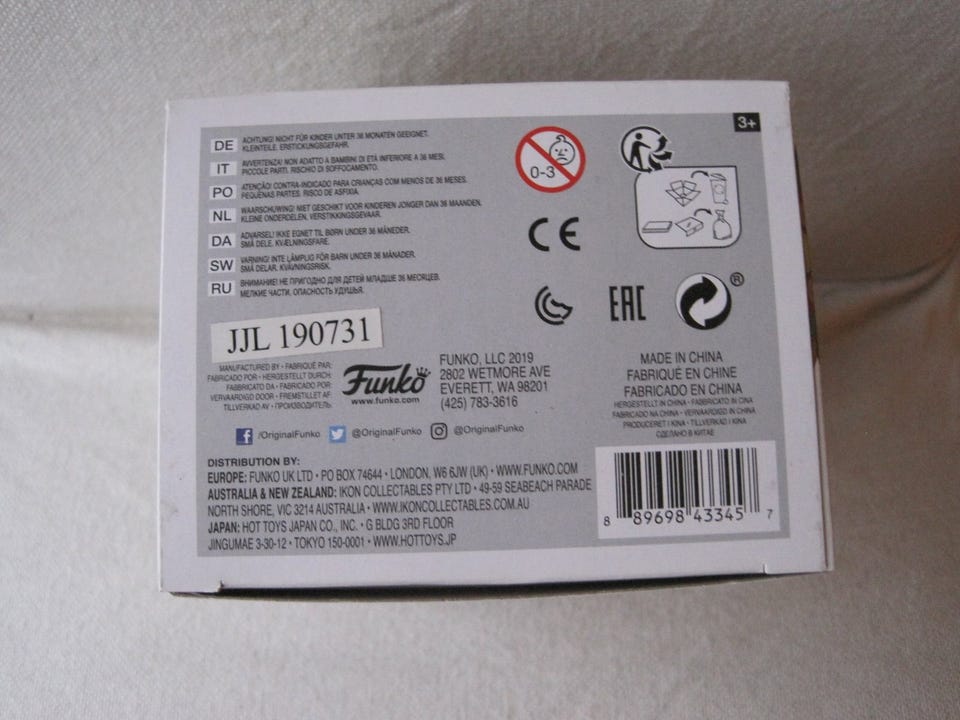 3+
DE ACHTUNG! NICHT FÜR KINDER UNTER 36 MONATEN GEEIGNET.
KLEINTEILE. ERSTICKUNGSGEFAHR.
IT AVVERTENZA! NON ADATTO A BAMBINI DI ETÀ INFERIORE A 36 MESI.
PICCOLE PARTI. RISCHIO DI SOFFOCAMENTO.
PO ATENÇÃO! CONTRA-INDICADO PARA CRIANÇAS COM MENOS DE 36 MESES.
PEQUENAS PARTES. RISCO DE ASFIXIA.
NL WAARSCHUWING! NIET GESCHIKT VOOR KINDEREN JONGER DAN 36 MAANDEN.
KLEINE ONDERDELEN. VERSTIKKINGSGEVAAR.
DA ADVARSEL! IKKE EGNET TIL BØRN UNDER 36 MÅNEDER.
SMÅ DELE. KVÆLNINGSFARE.
SW VARNING! INTE LÄMPLIG FÖR BARN UNDER 36 MÅNADER.
SMÅ DELAR. KVÄVNINGSRISK.
RU ВНИМАНИЕ! НЕ ПРИГОДНО ДЛЯ ДЕТЕЙ МЛАДШЕ 36 МЕСЯЦЕВ.
МЕЛКИЕ ЧАСТИ. ОПАСНОСТЬ УДУШЬЯ.
0-3
CE
EAC
®
JJL 190731
MANUFACTURED BY • FABRIQUÉ PAR:
FABRICADO POR • HERGESTELLT DURCH:
FABBRICATO DA • FABRICADO POR:
VERVAARDIGD DOOR • FREMSTILLET AF:
TILLVERKAD AV • ПРОИЗВОДИТЕЛЬ:
Funko
www.funko.com
FUNKO, LLC 2019
2802 WETMORE AVE
EVERETT, WA 98201
(425) 783-3616
MADE IN CHINA
FABRIQUÉ EN CHINE
FABRICADO EN CHINA
HERGESTELLT IN CHINA • FABBRICATO IN CINA
FABRICADO NA CHINA • VERVAARDIGD IN CHINA
PRODUCERET I KINA • TILLVERKAD I KINA
СДЕЛАНО В КИТАЕ
/OriginalFunko @OriginalFunko @OriginalFunko
DISTRIBUTION BY:
EUROPE: FUNKO UK LTD • PO BOX 74644 • LONDON, W6 6JW (UK) • WWW.FUNKO.COM
AUSTRALIA & NEW ZEALAND: IKON COLLECTABLES PTY LTD • 49-59 SEABEACH PARADE
NORTH SHORE, VIC 3214 AUSTRALIA • WWW.IKONCOLLECTABLES.COM.AU
JAPAN: HOT TOYS JAPAN CO., INC. • G BLDG 3RD FLOOR
JINGUMAE 3-30-12 • TOKYO 150-0001 • WWW.HOTTOYS.JP
8 89698 43345 7